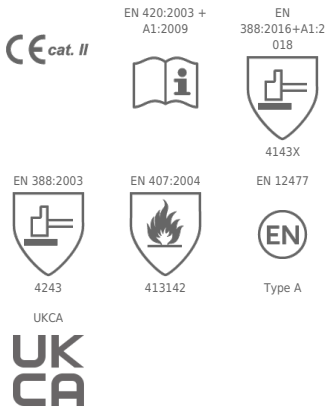 CE cat. II
EN 420:2003 +
A1:2009
i
EN
388:2016+A1:2
018
4143X
EN 388:2003
4243
EN 407:2004
413142
EN 12477
EN
Type A
UKCA
UK
CA